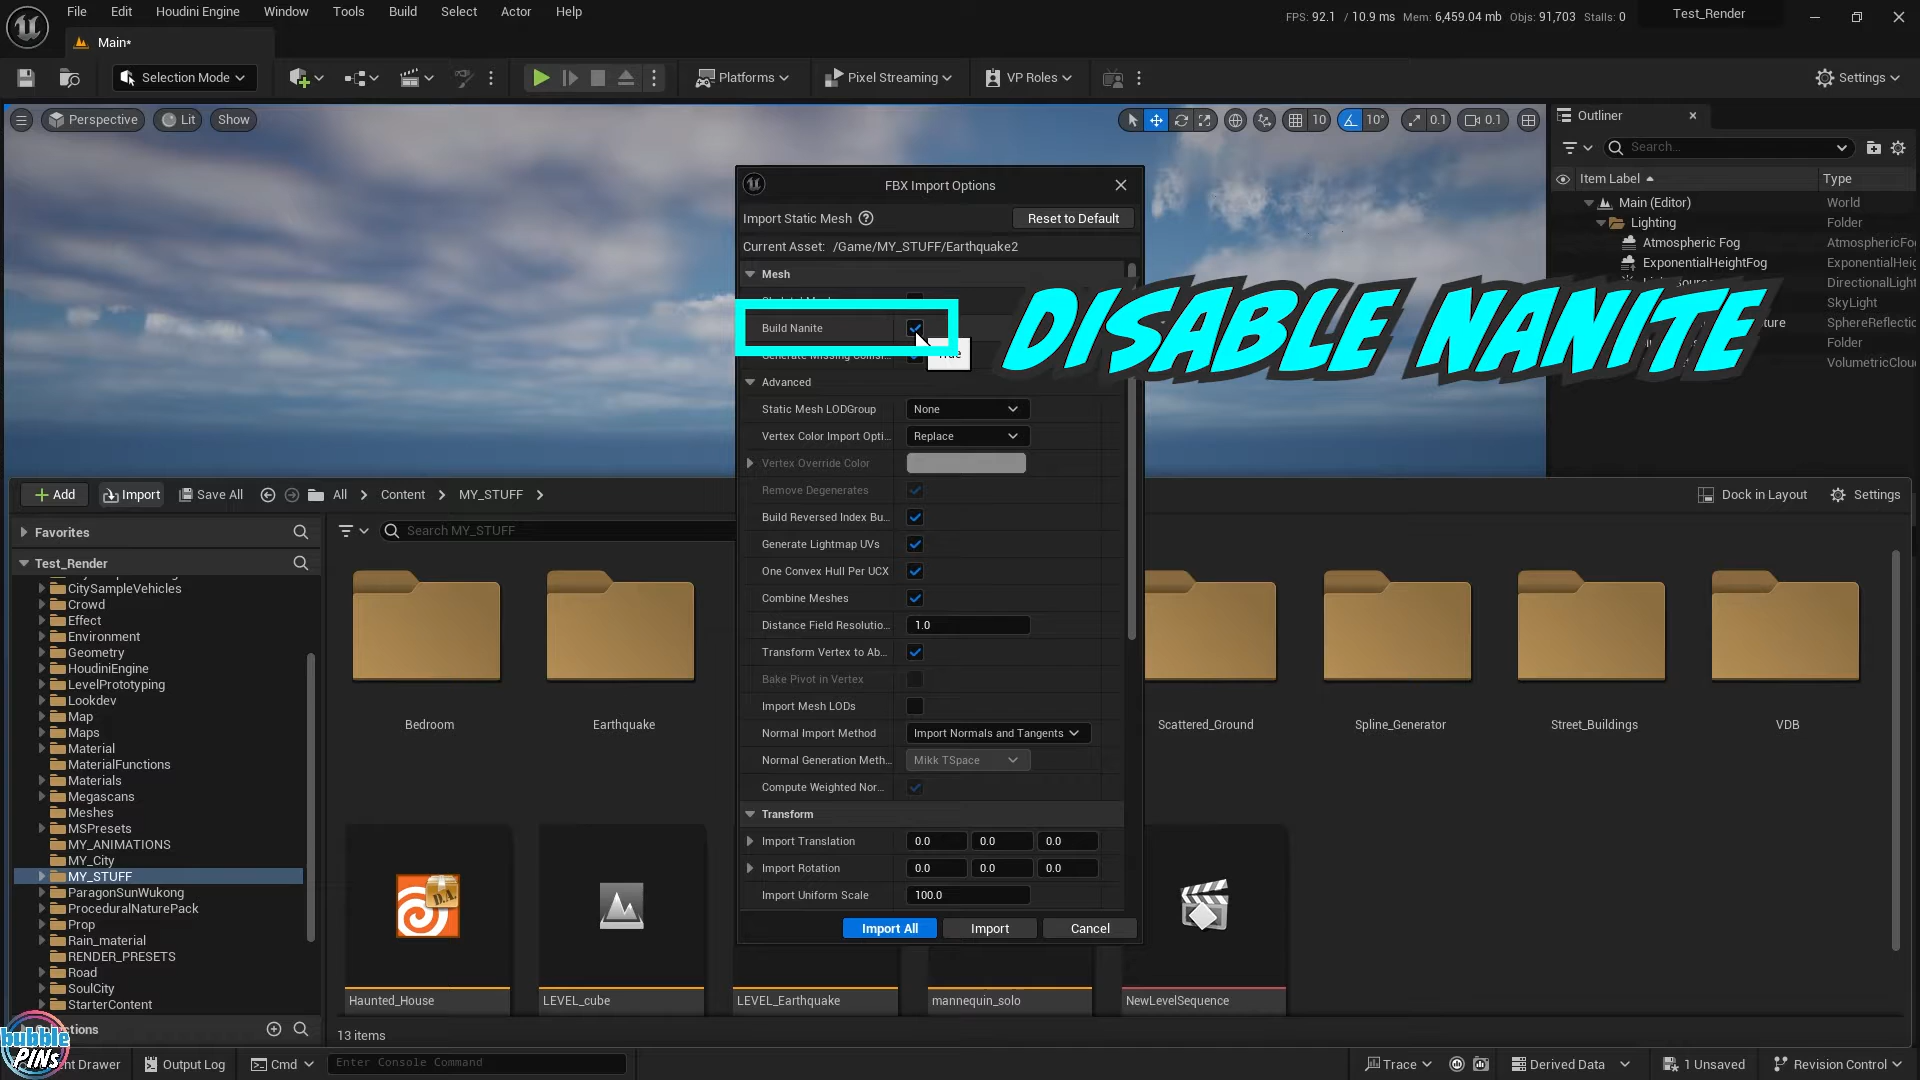 File Edit Houdini Engine Window Tools Build Select Actor Help
FPS: 92.1 / 10.9 ms Mem: 6,459.04 mb Objs: 91,703 Stalls: 0 Test_Render
Main*
Selection Mode Platforms Pixel Streaming VP Roles Settings
Perspective Lit Show 10 10° 0.1 0.1
Outliner
Search...
Item Label Type
Main (Editor) World
Lighting Folder
Atmospheric Fog AtmosphericFo
ExponentialHeightFog ExponentialHeig
DirectionalLight
SkyLight
SphereReflectio
Folder
VolumetricClou
FBX Import Options
Import Static Mesh Reset to Default
Current Asset: /Game/MY_STUFF/Earthquake2
Mesh
Build Nanite
DISABLE NANITE
Advanced
Static Mesh LODGroup None
Vertex Color Import Opti... Replace
Vertex Override Color
Remove Degenerates
Build Reversed Index Bu...
Generate Lightmap UVs
One Convex Hull Per UCX
Combine Meshes
Distance Field Resolutio... 1.0
Transform Vertex to Ab...
Bake Pivot in Vertex
Import Mesh LODs
Normal Import Method Import Normals and Tangents
Normal Generation Meth... Mikk TSpace
Compute Weighted Nor...
Transform
Import Translation 0.0 0.0 0.0
Import Rotation 0.0 0.0 0.0
Import Uniform Scale 100.0
Import All Import Cancel
Add Import Save All All Content MY_STUFF Dock in Layout Settings
Favorites
Search MY_STUFF
Test_Render
CitySampleVehicles
Crowd
Effect
Environment
Geometry
HoudiniEngine
LevelPrototyping
Lookdev
Map
Maps
Material
MaterialFunctions
Materials
Megascans
Meshes
MSPresets
MY_ANIMATIONS
MY_City
MY_STUFF
ParagonSunWukong
ProceduralNaturePack
Prop
Rain_material
RENDER_PRESETS
Road
SoulCity
StarterContent
Bedroom Earthquake Scattered_Ground Spline_Generator Street_Buildings VDB
D.A.
Haunted_House LEVEL_cube LEVEL_Earthquake mannequin_solo NewLevelSequence
13 items
bubble
PINs
Output Log Cmd Enter Console Command Trace Derived Data 1 Unsaved Revision Control